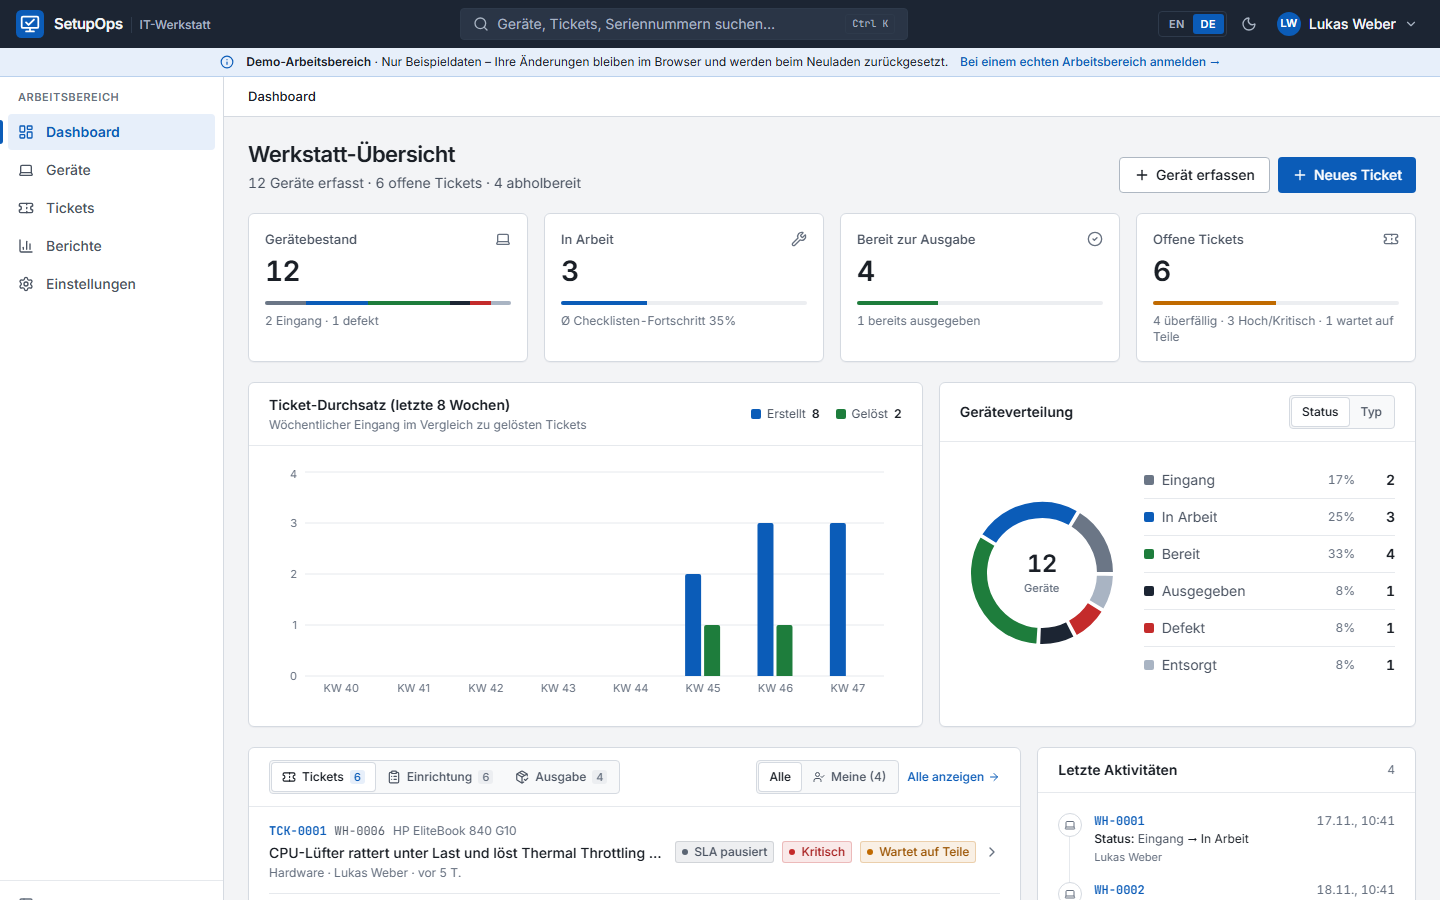 SetupOps IT-Werkstatt
Geräte, Tickets, Seriennummern suchen... Ctrl K
EN DE
LW Lukas Weber
Demo-Arbeitsbereich · Nur Beispieldaten – Ihre Änderungen bleiben im Browser und werden beim Neuladen zurückgesetzt. Bei einem echten Arbeitsbereich anmelden →
ARBEITSBEREICH
Dashboard
Geräte
Tickets
Berichte
Einstellungen
Dashboard
Werkstatt-Übersicht
12 Geräte erfasst · 6 offene Tickets · 4 abholbereit
Gerät erfassen
Neues Ticket
Gerätebestand
12
2 Eingang · 1 defekt
In Arbeit
3
Ø Checklisten-Fortschritt 35%
Bereit zur Ausgabe
4
1 bereits ausgegeben
Offene Tickets
6
4 überfällig · 3 Hoch/Kritisch · 1 wartet auf
Teile
Ticket-Durchsatz (letzte 8 Wochen)
Wöchentlicher Eingang im Vergleich zu gelösten Tickets
Erstellt 8 Gelöst 2
4
3
2
1
0
KW 40 KW 41 KW 42 KW 43 KW 44 KW 45 KW 46 KW 47
Geräteverteilung
Status Typ
12
Geräte
Eingang 17% 2
In Arbeit 25% 3
Bereit 33% 4
Ausgegeben 8% 1
Defekt 8% 1
Entsorgt 8% 1
Tickets 6 Einrichtung 6 Ausgabe 4
Alle Meine (4) Alle anzeigen →
TCK-0001 WH-0006 HP EliteBook 840 G10
CPU-Lüfter rattert unter Last und löst Thermal Throttling ...
SLA pausiert Kritisch Wartet auf Teile
Hardware · Lukas Weber · vor 5 T.
Letzte Aktivitäten 4
WH-0001 17.11., 10:41
Status: Eingang → In Arbeit
Lukas Weber
WH-0002 18.11., 10:41